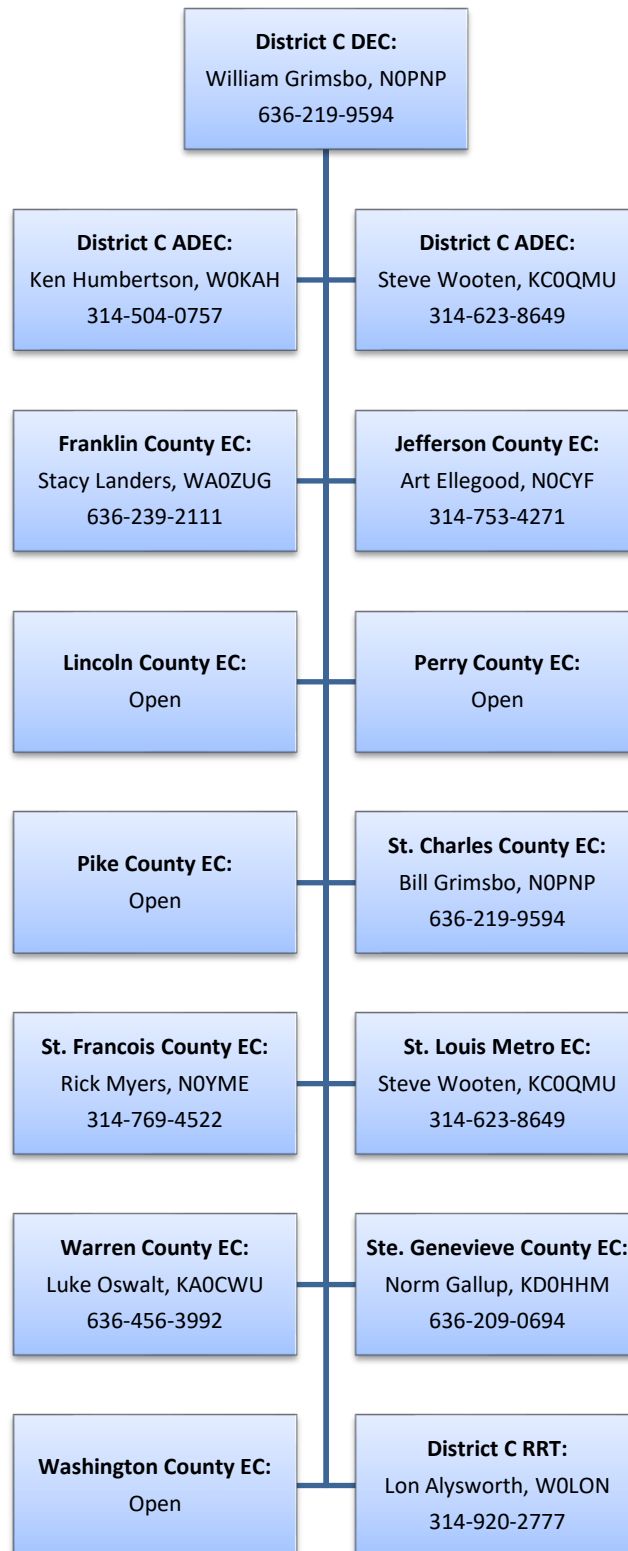 District C DEC:
William Grimsbo, N0PNP
636-219-9594
District C ADEC:
Ken Humbertson, W0KAH
314-504-0757
District C ADEC:
Steve Wooten, KC0QMU
314-623-8649
Franklin County EC:
Stacy Landers, WA0ZUG
636-239-2111
Jefferson County EC:
Art Ellegood, N0CYF
314-753-4271
Lincoln County EC:
Open
Perry County EC:
Open
Pike County EC:
Open
St. Charles County EC:
Bill Grimsbo, N0PNP
636-219-9594
St. Francois County EC:
Rick Myers, N0YME
314-769-4522
St. Louis Metro EC:
Steve Wooten, KC0QMU
314-623-8649
Warren County EC:
Luke Oswalt, KA0CWU
636-456-3992
Ste. Genevieve County EC:
Norm Gallup, KD0HHM
636-209-0694
Washington County EC:
Open
District C RRT:
Lon Alysworth, W0LON
314-920-2777